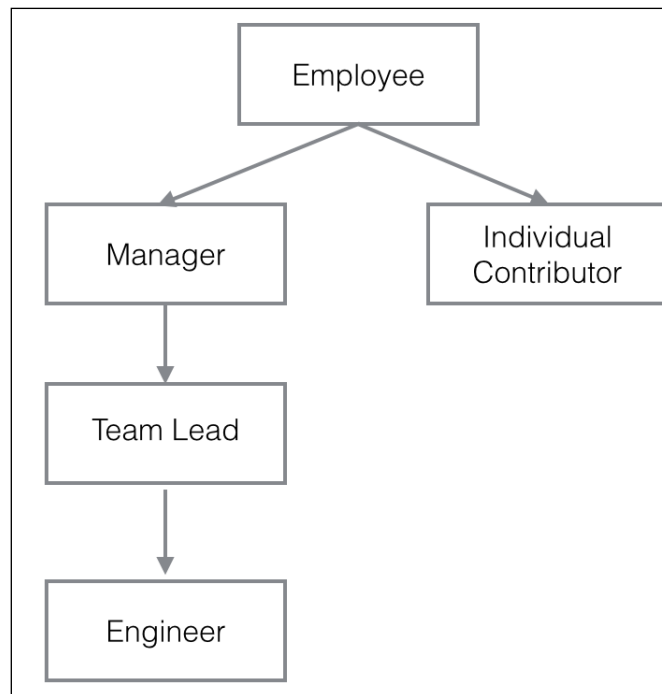 Employee
Manager
Individual
Contributor
Team Lead
Engineer